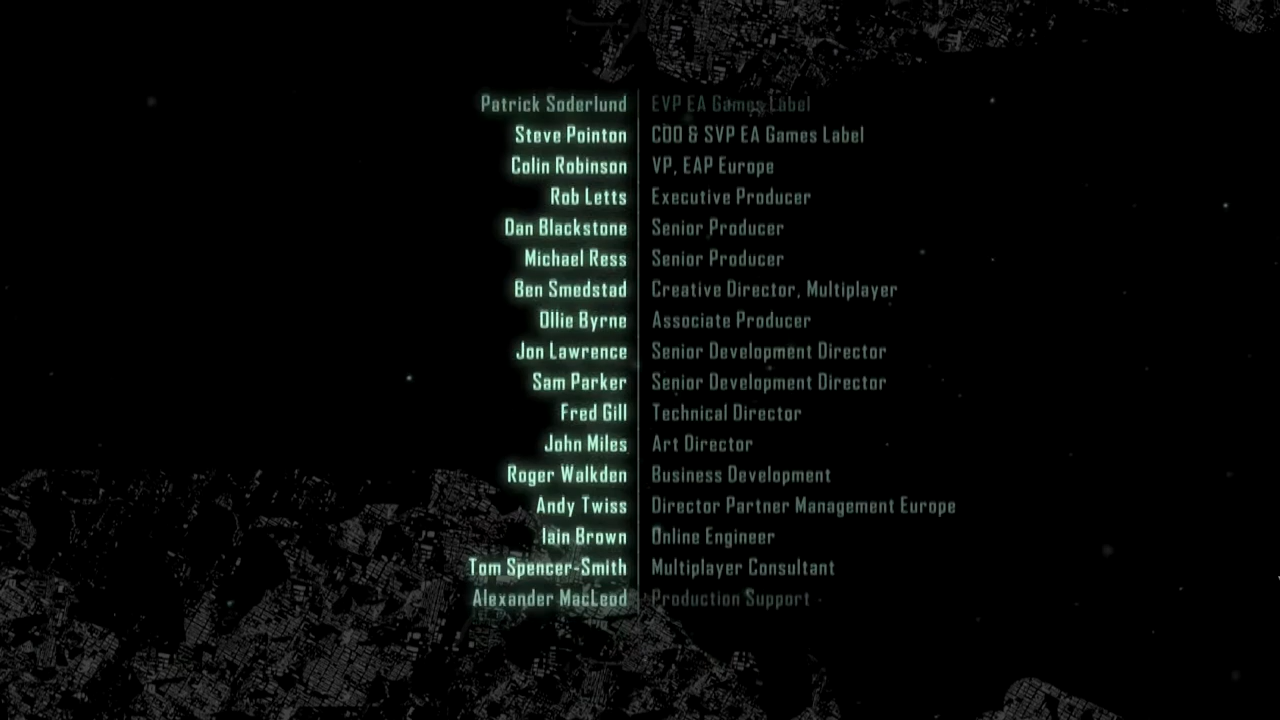 Patrick Soderlund EVP EA Games Label
Steve Pointon COO & SVP EA Games Label
Colin Robinson VP, EAP Europe
Rob Letts Executive Producer
Dan Blackstone Senior Producer
Michael Ress Senior Producer
Ben Smedstad Creative Director, Multiplayer
Ollie Byrne Associate Producer
Jon Lawrence Senior Development Director
Sam Parker Senior Development Director
Fred Gill Technical Director
John Miles Art Director
Roger Walkden Business Development
Andy Twiss Director Partner Management Europe
Iain Brown Online Engineer
Tom Spencer-Smith Multiplayer Consultant
Alexander MacLeod Production Support